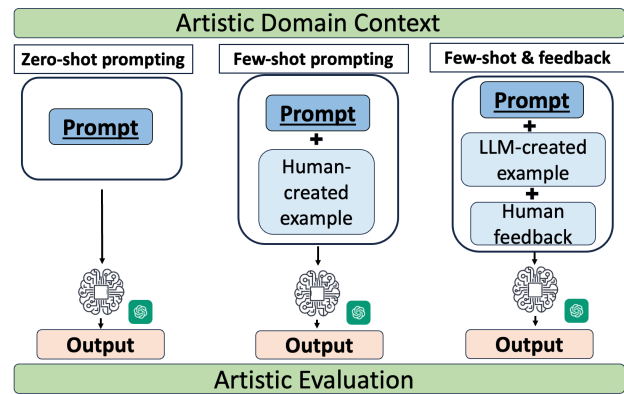 Artistic Domain Context
Zero-shot prompting
Few-shot prompting
Few-shot & feedback
Prompt
Prompt
+
Human-
created
example
Prompt
+
LLM-created
example
+
Human
feedback
Output
Output
Output
Artistic Evaluation